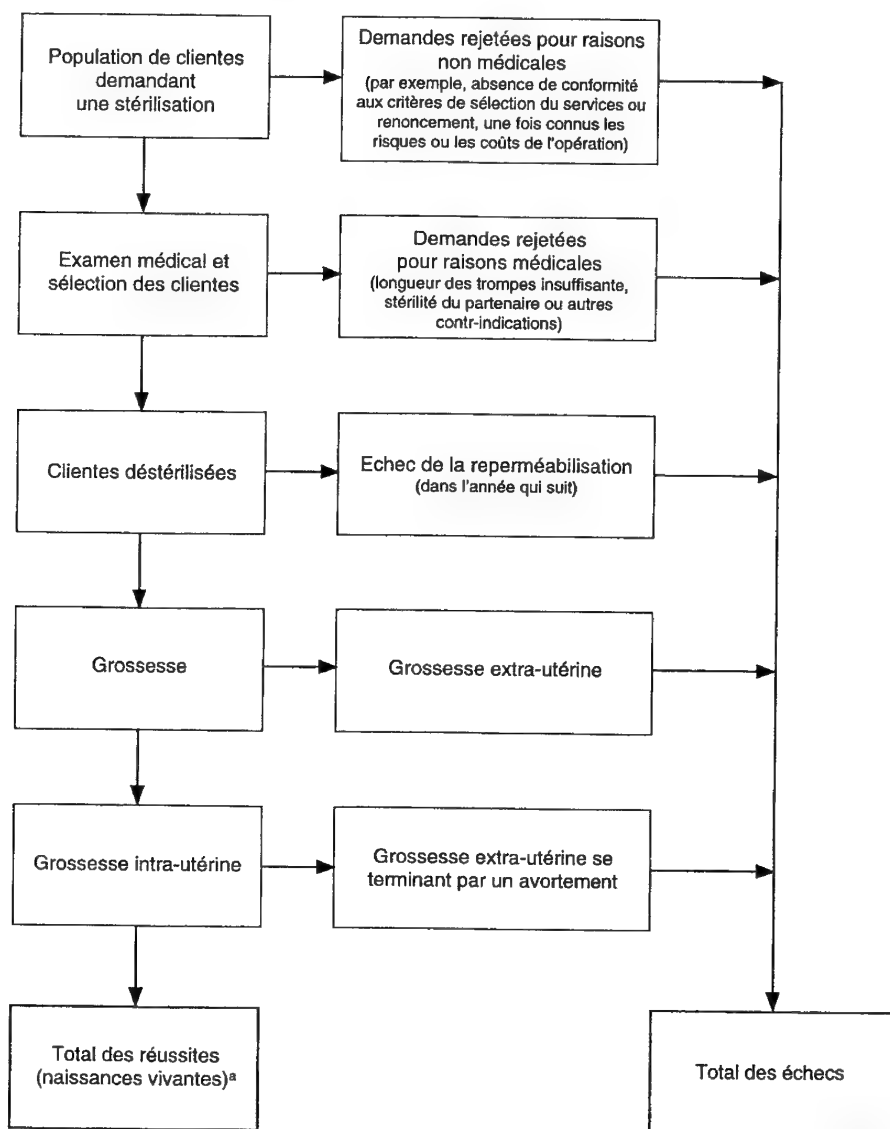 Population de clientes
demandant
une stérilisation
Demandes rejetées pour raisons
non médicales
(par exemple, absence de conformité
aux critères de sélection du services ou
renoncement, une fois connus les
risques ou les coûts de l'opération)
Examen médical et
sélection des clientes
Demandes rejetées
pour raisons médicales
(longueur des trompes insuffisante,
stérilité du partenaire ou autres
contr-indications)
Clientes déstérilisées
Echec de la reperméabilisation
(dans l'année qui suit)
Grossesse
Grossesse extra-utérine
Grossesse intra-utérine
Grossesse extra-utérine se
terminant par un avortement
Total des réussites
(naissances vivantes)ª
Total des échecs